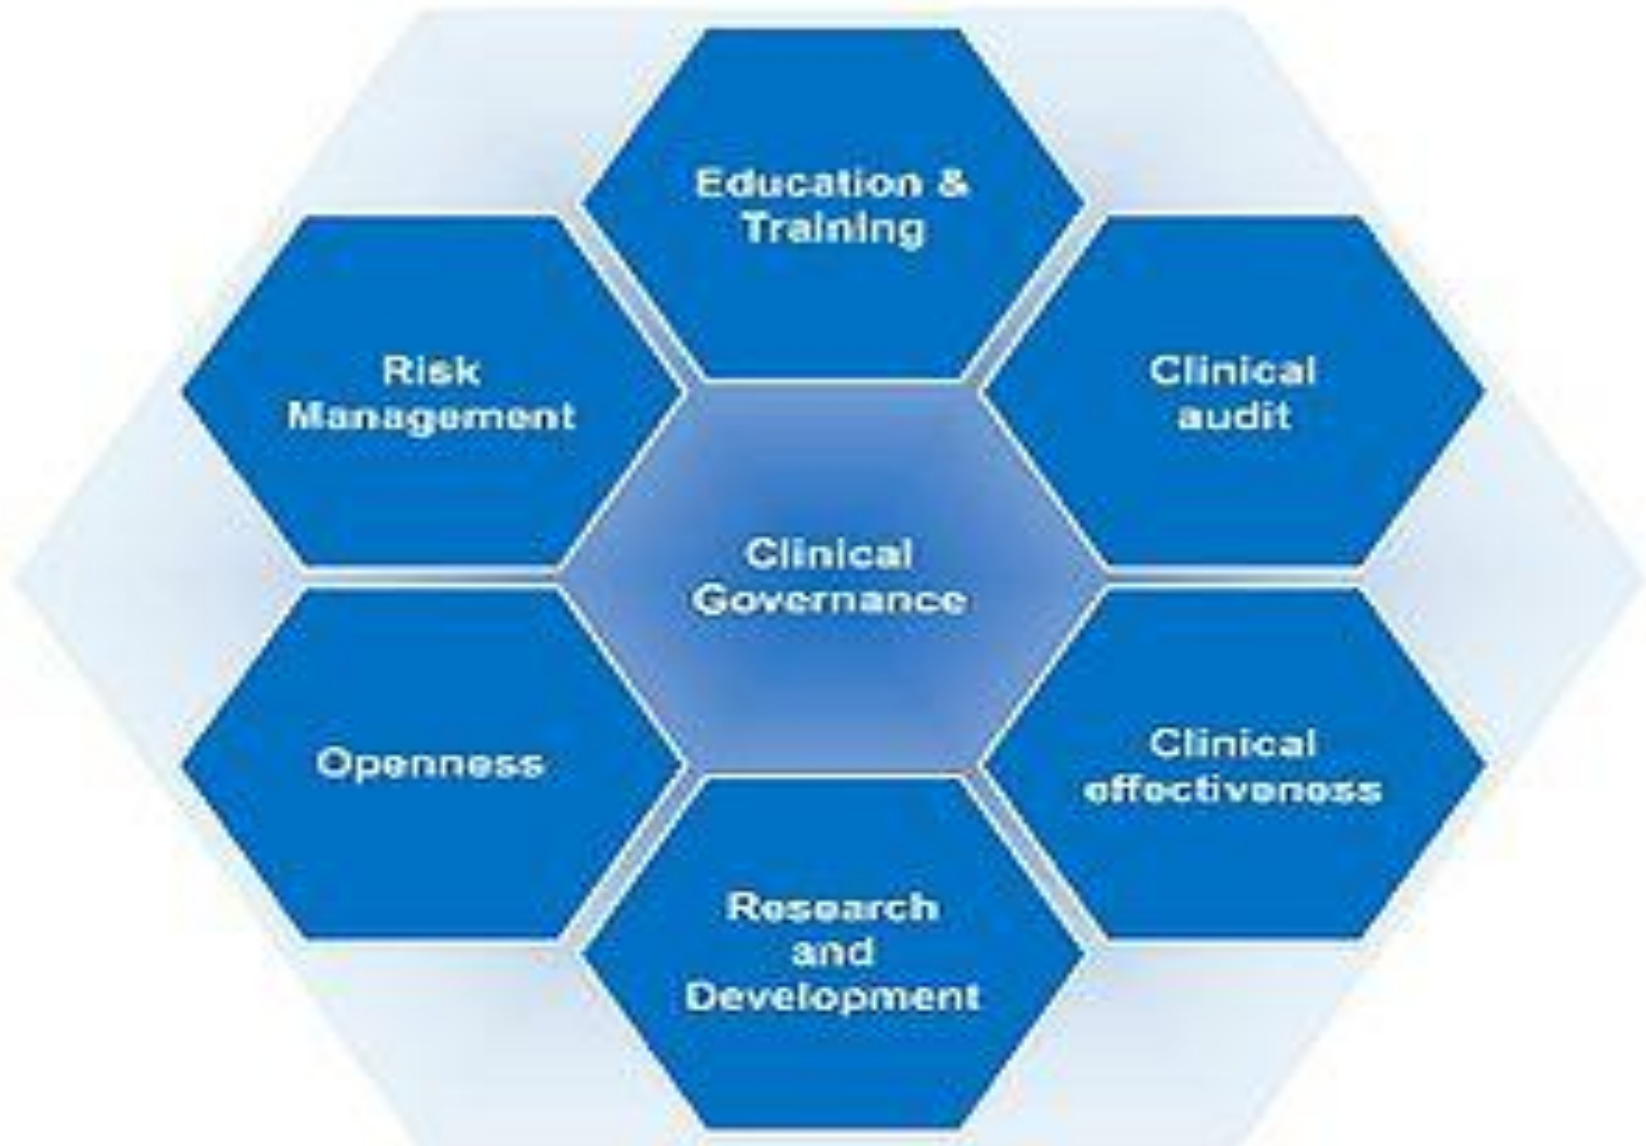 Education &
Training
Risk
Management
Clinical
audit
Clinical
Governance
Openness
Clinical
effectiveness
Research
and
Development